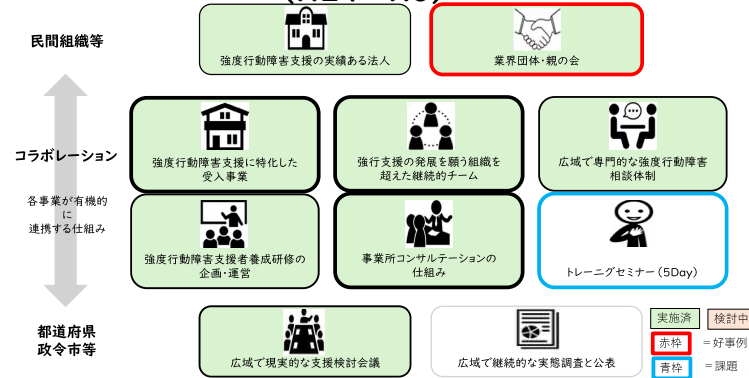 民間組織等
強度行動障害支援の実績ある法人
業界団体・親の会
コラボレーション
各事業が有機的
に
連携する仕組み
強度行動障害支援に特化した
受入事業
強行支援の発展を願う組織を
超えた継続的チーム
広域で専門的な強度行動障害
相談体制
強度行動障害支援者養成研修の
企画・運営
事業所コンサルテーションの
仕組み
トレーニングセミナー(5Day)
都道府県
政令市等
広域で現実的な支援検討会議
広域で継続的な実態調査と公表
実施済
検討中
赤枠
=好事例
青枠
=課題